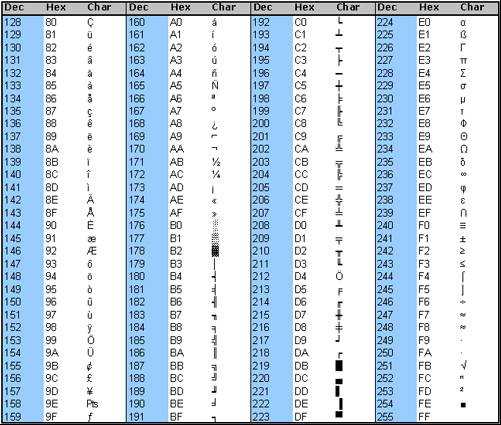 Dec Hex Char Dec Hex Char Dec Hex Char Dec Hex Char
128 80 Ç 160 A0 á 192 C0 └ 224 E0 α
129 81 ü 161 A1 í 193 C1 ┴ 225 E1 ß
130 82 é 162 A2 ó 194 C2 ┬ 226 E2 Γ
131 83 â 163 A3 ú 195 C3 ├ 227 E3 π
132 84 ä 164 A4 ñ 196 C4 ─ 228 E4 Σ
133 85 à 165 A5 Ñ 197 C5 ┼ 229 E5 σ
134 86 å 166 A6 ª 198 C6 ╞ 230 E6 µ
135 87 ç 167 A7 º 199 C7 ╟ 231 E7 τ
136 88 ê 168 A8 ¿ 200 C8 ╚ 232 E8 Φ
137 89 ë 169 A9 ⌐ 201 C9 ╔ 233 E9 Θ
138 8A è 170 AA ¬ 202 CA ╩ 234 EA Ω
139 8B ï 171 AB ½ 203 CB ╦ 235 EB δ
140 8C î 172 AC ¼ 204 CC ╠ 236 EC ∞
141 8D ì 173 AD ¡ 205 CD ═ 237 ED φ
142 8E Ä 174 AE « 206 CE ╬ 238 EE ε
143 8F Å 175 AF » 207 CF ╧ 239 EF ∩
144 90 É 176 B0 ░ 208 D0 ╨ 240 F0 ≡
145 91 æ 177 B1 ▒ 209 D1 ╤ 241 F1 ±
146 92 Æ 178 B2 ▓ 210 D2 ╥ 242 F2 ≥
147 93 ô 179 B3 │ 211 D3 ╙ 243 F3 ≤
148 94 ö 180 B4 ┤ 212 D4 Ö 244 F4 ⌠
149 95 ò 181 B5 ╡ 213 D5 ╒ 245 F5 ⌡
150 96 û 182 B6 ╢ 214 D6 ╓ 246 F6 ÷
151 97 ù 183 B7 ╖ 215 D7 ╫ 247 F7 ≈
152 98 ÿ 184 B8 ╕ 216 D8 ╪ 248 F8 ≈
153 99 Ö 185 B9 ╣ 217 D9 ┘ 249 F9 ·
154 9A Ü 186 BA ║ 218 DA ┌ 250 FA ·
155 9B ¢ 187 BB ╗ 219 DB █ 251 FB √
156 9C £ 188 BC ╝ 220 DC ▄ 252 FC ⁿ
157 9D ¥ 189 BD ╜ 221 DD ▌ 253 FD ²
158 9E ₧ 190 BE ╛ 222 DE ▐ 254 FE ■
159 9F ƒ 191 BF ┐ 223 DF ▀ 255 FF